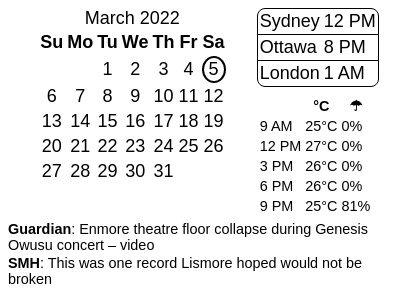 March 2022
Su Mo Tu We Th Fr Sa
1 2 3 4 5
6 7 8 9 10 11 12
13 14 15 16 17 18 19
20 21 22 23 24 25 26
27 28 29 30 31
Sydney 12 PM
Ottawa 8 PM
London 1 AM
°C ☂
9 AM 25°C 0%
12 PM 27°C 0%
3 PM 26°C 0%
6 PM 26°C 0%
9 PM 25°C 81%
Guardian: Enmore theatre floor collapse during Genesis
Owusu concert – video
SMH: This was one record Lismore hoped would not be
broken